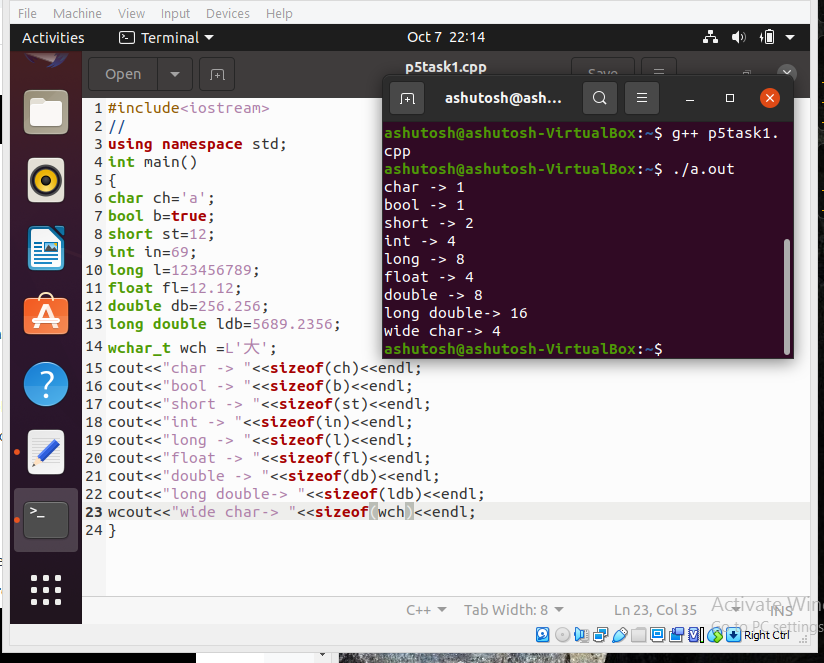 File Machine View Input Devices Help
Activities Terminal Oct 7 22:14
Open p5task1.cpp Save
1 #include<iostream>
2 //
3 using namespace std;
4 int main()
5 {
6 char ch='a';
7 bool b=true;
8 short st=12;
9 int in=69;
10 long l=123456789;
11 float fl=12.12;
12 double db=256.256;
13 long double ldb=5689.2356;
14 wchar_t wch =L'大';
15 cout<<"char -> "<<sizeof(ch)<<endl;
16 cout<<"bool -> "<<sizeof(b)<<endl;
17 cout<<"short -> "<<sizeof(st)<<endl;
18 cout<<"int -> "<<sizeof(in)<<endl;
19 cout<<"long -> "<<sizeof(l)<<endl;
20 cout<<"float -> "<<sizeof(fl)<<endl;
21 cout<<"double -> "<<sizeof(db)<<endl;
22 cout<<"long double-> "<<sizeof(ldb)<<endl;
23 wcout<<"wide char-> "<<sizeof(wch)<<endl;
24 }
ashutosh@ash...
ashutosh@ashutosh-VirtualBox:~$ g++ p5task1.
cpp
ashutosh@ashutosh-VirtualBox:~$ ./a.out
char -> 1
bool -> 1
short -> 2
int -> 4
long -> 8
float -> 4
double -> 8
long double-> 16
wide char-> 4
ashutosh@ashutosh-VirtualBox:~$
C++ Tab Width: 8 Ln 23, Col 35 INS
Activate Win
Go to PC settings
Right Ctrl